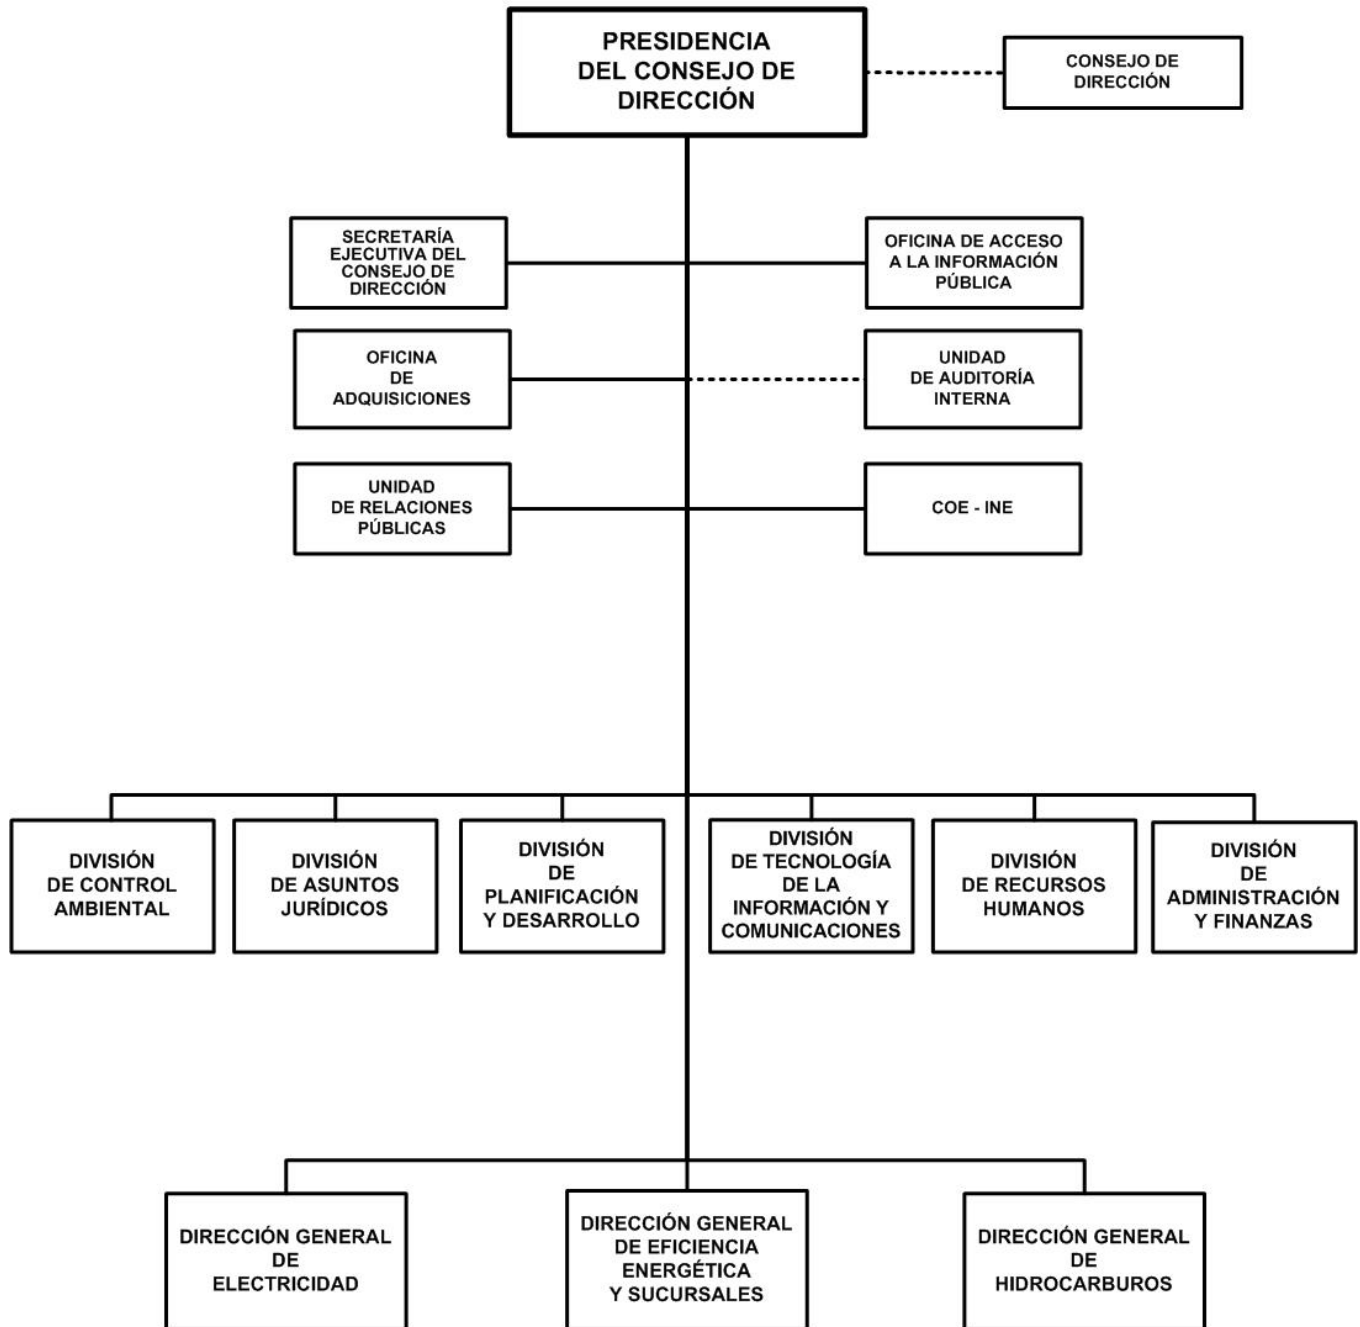 PRESIDENCIA
DEL CONSEJO DE
DIRECCIÓN
CONSEJO DE
DIRECCIÓN
SECRETARÍA
EJECUTIVA DEL
CONSEJO DE
DIRECCIÓN
OFICINA DE ACCESO
A LA INFORMACIÓN
PÚBLICA
OFICINA
DE
ADQUISICIONES
UNIDAD
DE AUDITORÍA
INTERNA
UNIDAD
DE RELACIONES
PÚBLICAS
COE - INE
DIVISIÓN
DE CONTROL
AMBIENTAL
DIVISIÓN
DE ASUNTOS
JURÍDICOS
DIVISIÓN
DE
PLANIFICACIÓN
Y DESARROLLO
DIVISIÓN
DE TECNOLOGÍA
DE LA
INFORMACIÓN Y
COMUNICACIONES
DIVISIÓN
DE RECURSOS
HUMANOS
DIVISIÓN
DE
ADMINISTRACIÓN
Y FINANZAS
DIRECCIÓN GENERAL
DE
ELECTRICIDAD
DIRECCIÓN GENERAL
DE EFICIENCIA
ENERGÉTICA
Y SUCURSALES
DIRECCIÓN GENERAL
DE
HIDROCARBUROS